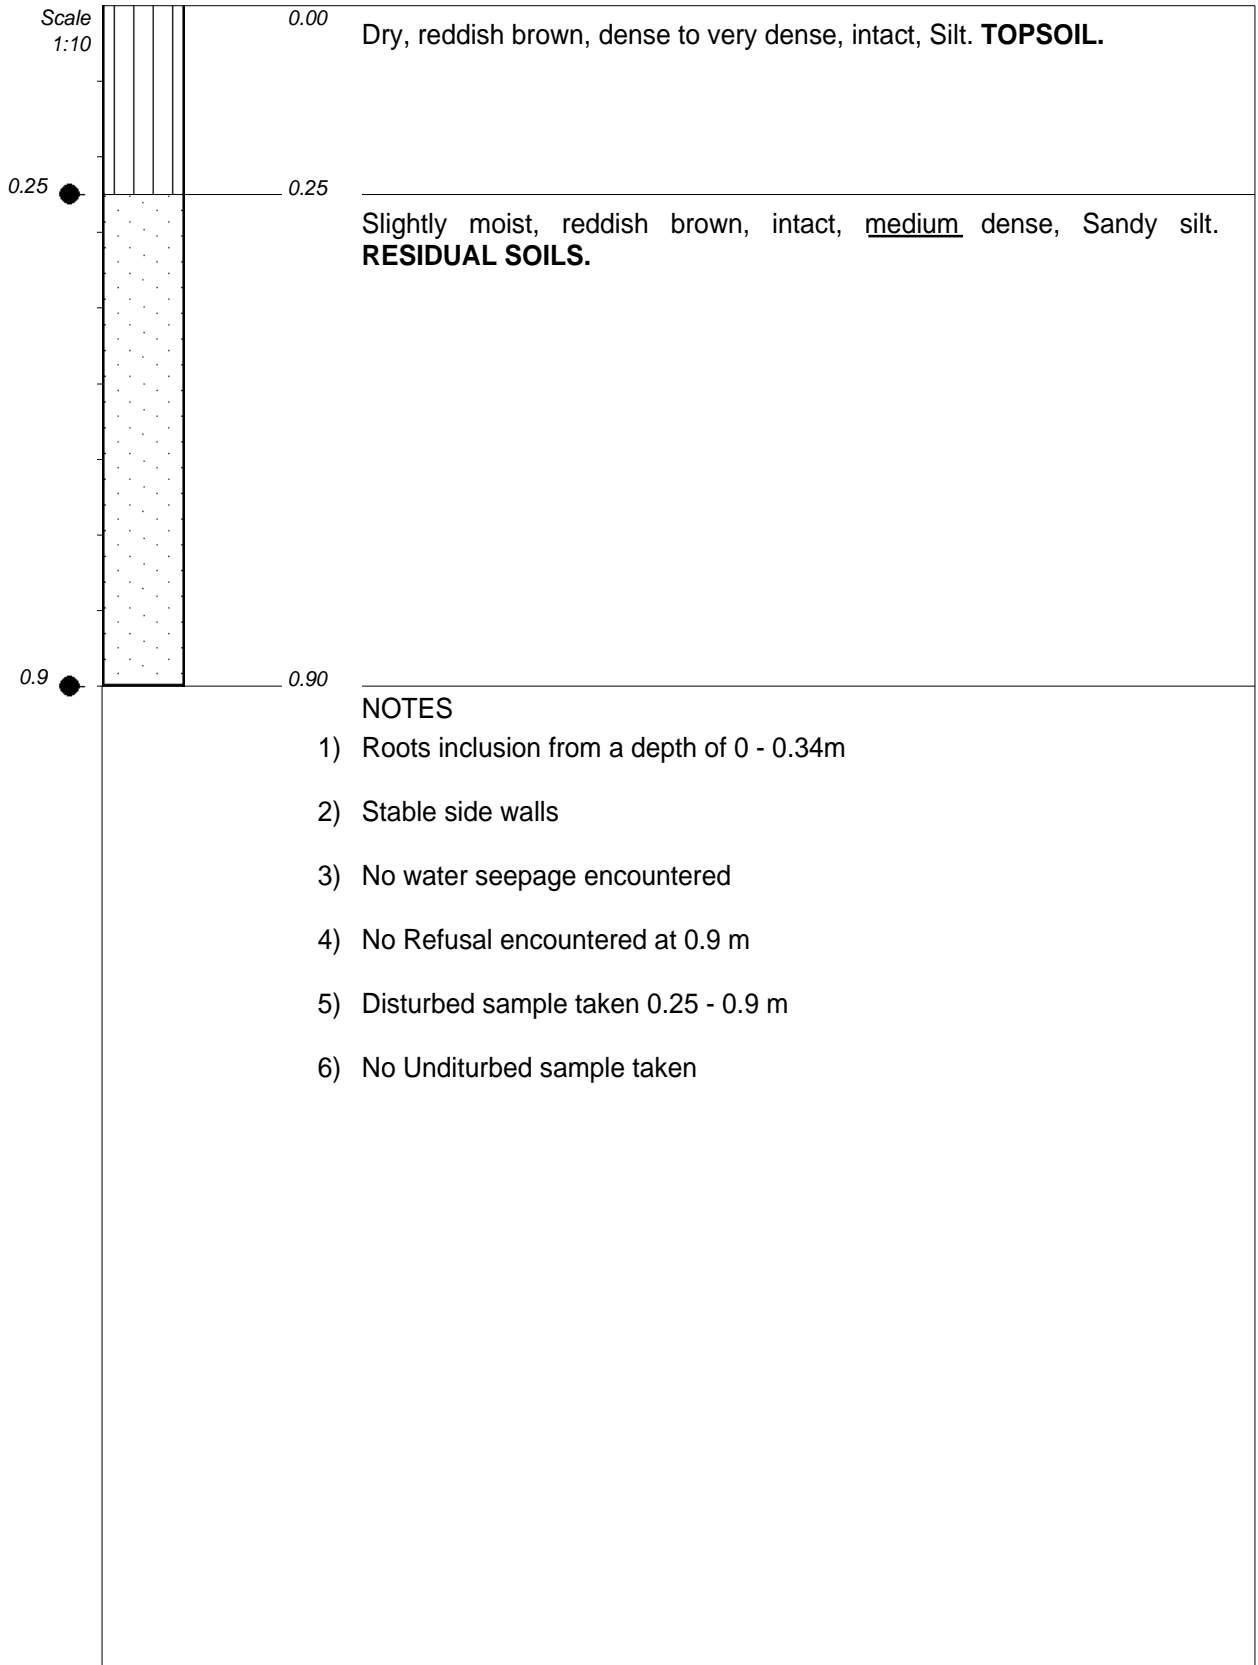 Scale
1:10
0.00
Dry, reddish brown, dense to very dense, intact, Silt. TOPSOIL.
0.25
0.25
Slightly moist, reddish brown, intact, medium dense, Sandy silt.
RESIDUAL SOILS.
0.9
0.90
NOTES
1) Roots inclusion from a depth of 0 - 0.34m
2) Stable side walls
3) No water seepage encountered
4) No Refusal encountered at 0.9 m
5) Disturbed sample taken 0.25 - 0.9 m
6) No Unditurbed sample taken